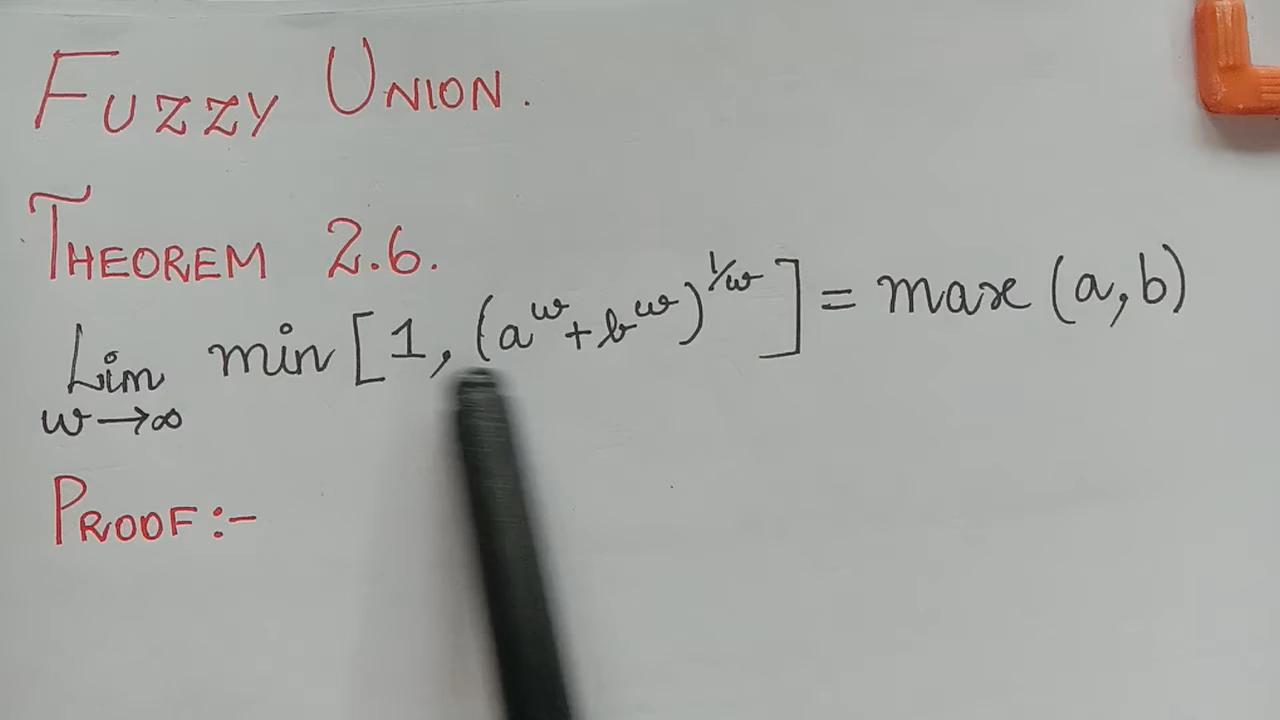 FUZZY UNION.
THEOREM 2.6.
Lim min [1, (a^w + b^w)^1/w] = max (a, b)
w→∞
PROOF:-